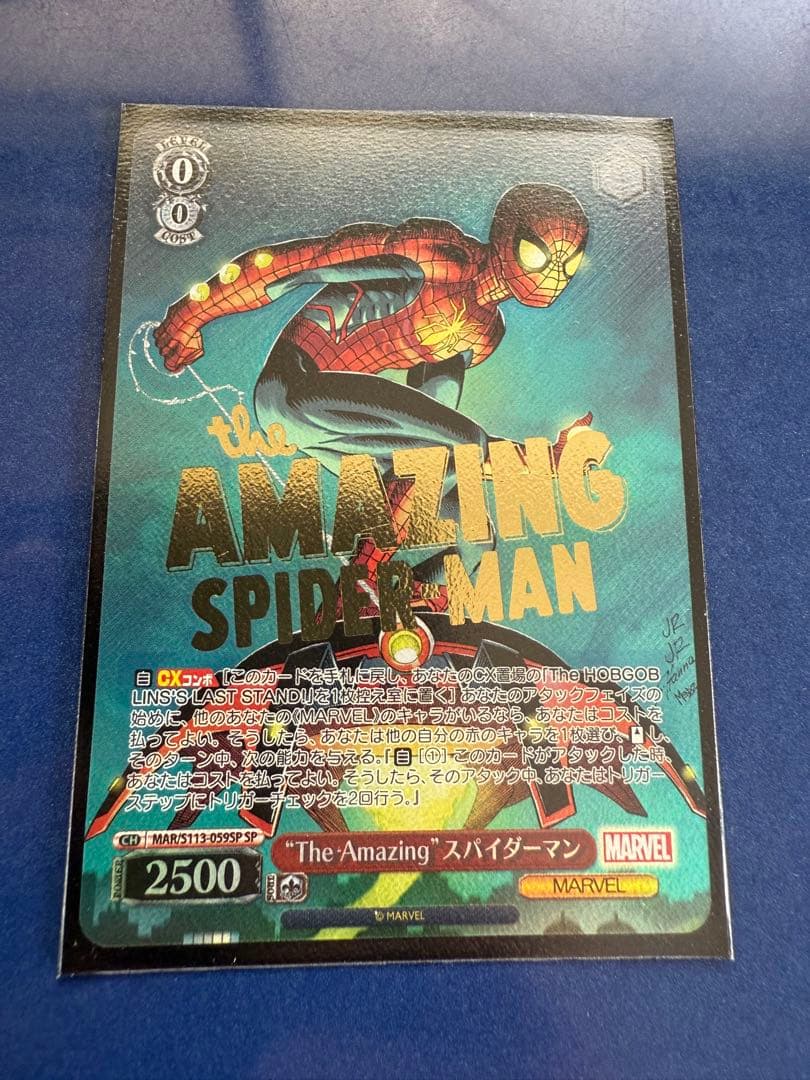 LEVEL
0
0
COST
the
AMAZING
SPIDER-MAN
JR
JR
Hanna
自 CXコンボ ［このカードを手札に戻し、あなたのCX置場の「The HOBGOB
LINS'S LAST STAND!」を1枚控え室に置く］ あなたのアタックフェイズの
始めに、他のあなたの《MARVEL》のキャラがいるなら、あなたはコストを
払ってよい。そうしたら、あなたは他の自分の赤のキャラを1枚選び、し、
そのターン中、次の能力を与える。『自 ［①］ このカードがアタックした時、
あなたはコストを払ってよい。そうしたら、そのアタック中、あなたはトリガー
ステップにトリガーチェックを2回行う。』
CH MAR/S113-059SP SP
POWER 2500
"The Amazing" スパイダーマン
MARVEL
SOUL
MARVEL
© MARVEL